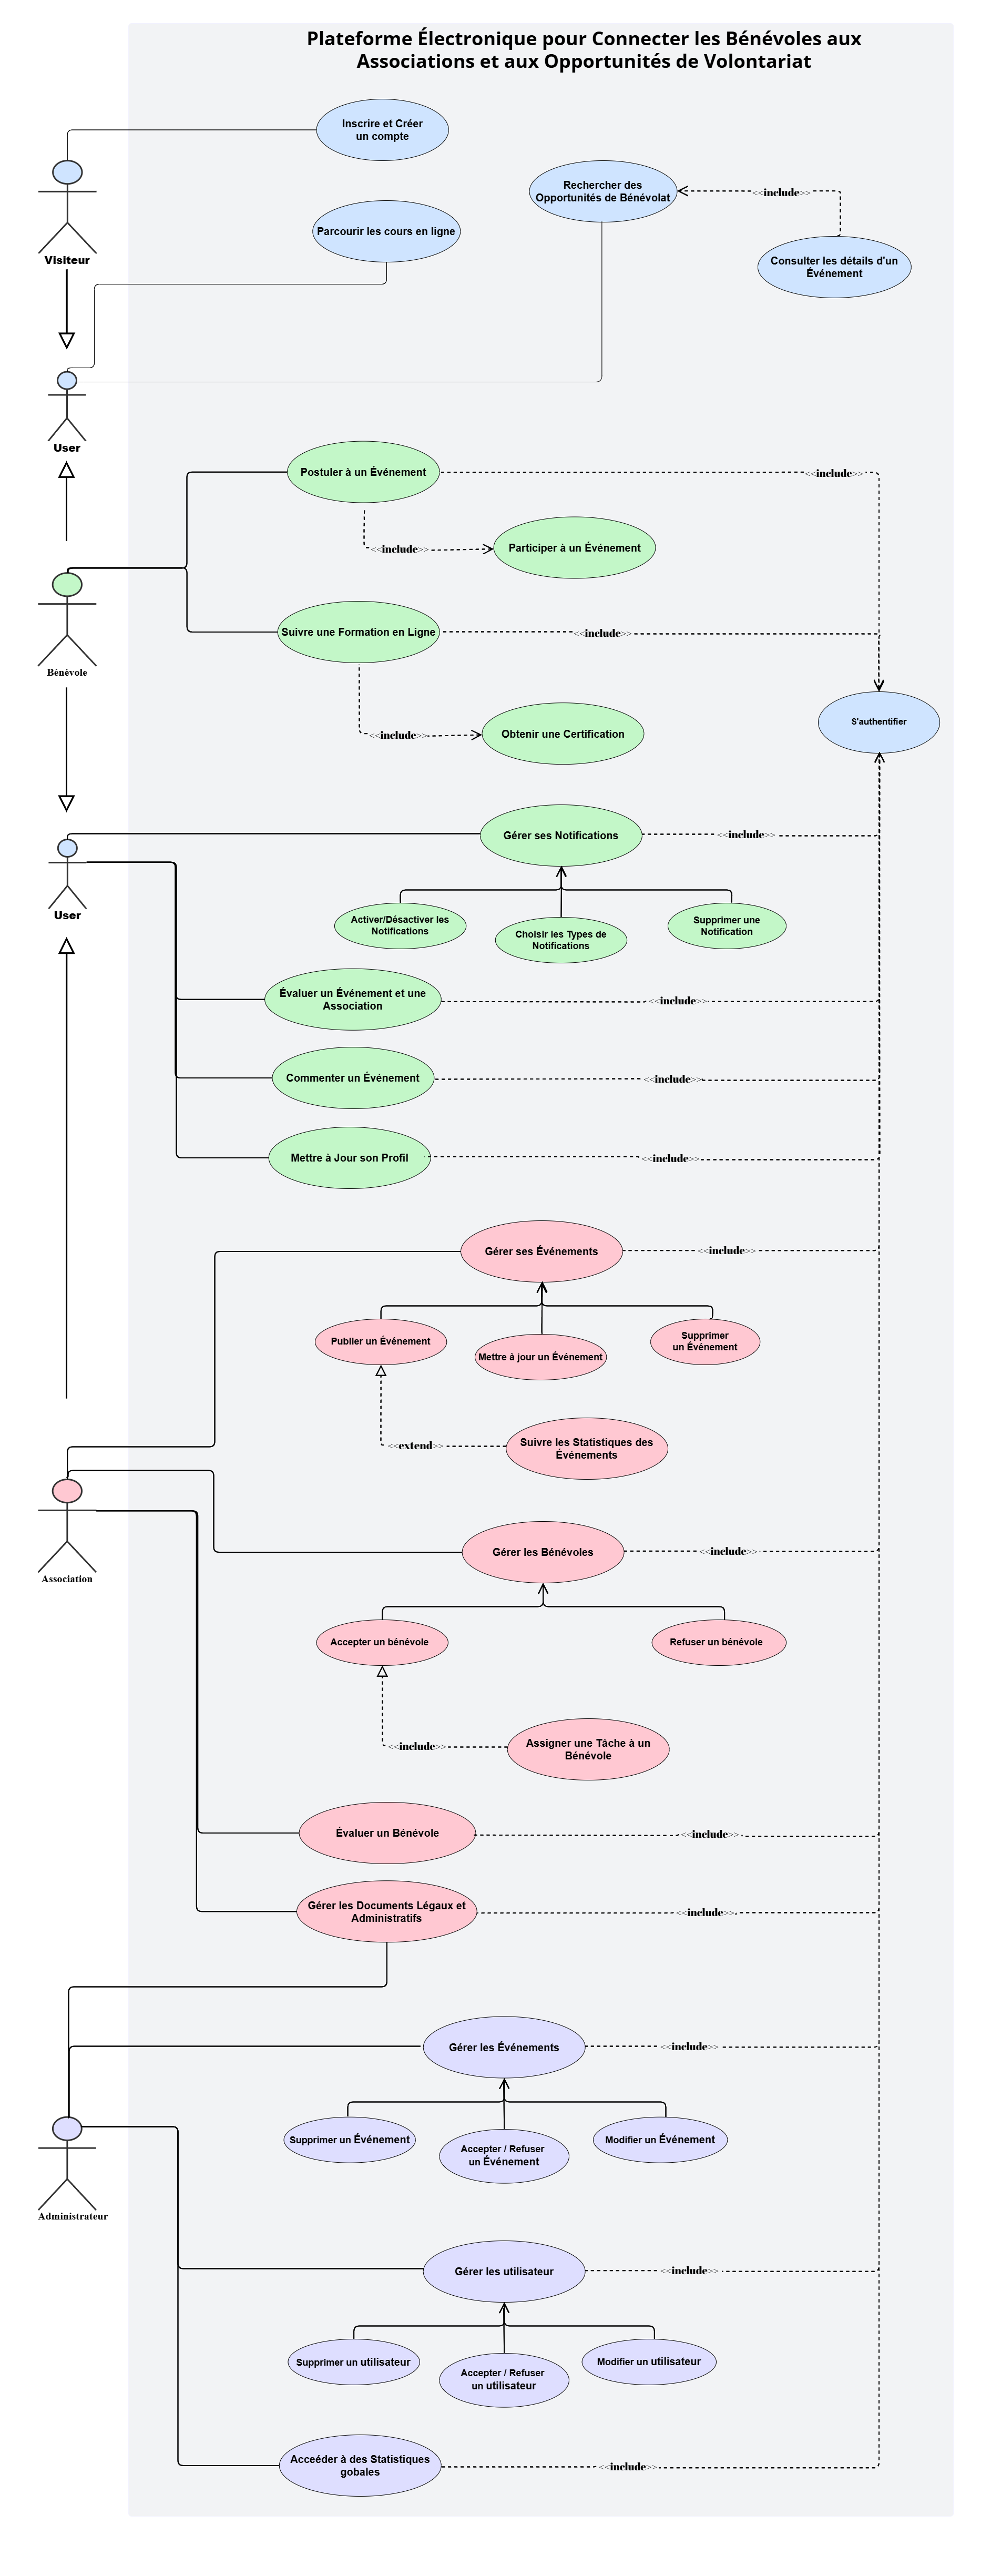 Plateforme Électronique pour Connecter les Bénévoles aux
Associations et aux Opportunités de Volontariat
Inscrire et Créer
un compte
Rechercher des
Opportunités de Bénévolat
<<include>>
Parcourir les cours en ligne
Visiteur
Consulter les détails d'un
Événement
User
Postuler à un Événement
<<include>>
<<include>>
Participer à un Événement
Suivre une Formation en Ligne
<<include>>
Bénévole
S'authentifier
<<include>>
Obtenir une Certification
Gérer ses Notifications
<<include>>
User
Activer/Désactiver les
Notifications
Choisir les Types de
Notifications
Supprimer une
Notification
Évaluer un Événement et une
Association
<<include>>
Commenter un Événement
<<include>>
Mettre à Jour son Profil
<<include>>
Gérer ses Événements
<<include>>
Publier un Événement
Mettre à jour un Événement
Supprimer
un Événement
<<extend>>
Suivre les Statistiques des
Événements
Association
Gérer les Bénévoles
<<include>>
Accepter un bénévole
Refuser un bénévole
<<include>>
Assigner une Tâche à un
Bénévole
Évaluer un Bénévole
<<include>>
Gérer les Documents Légaux et
Administratifs
<<include>>
Gérer les Événements
<<include>>
Supprimer un Événement
Accepter / Refuser
un Événement
Modifier un Événement
Administrateur
Gérer les utilisateur
<<include>>
Supprimer un utilisateur
Accepter / Refuser
un utilisateur
Modifier un utilisateur
Acceéder à des Statistiques
gobales
<<include>>